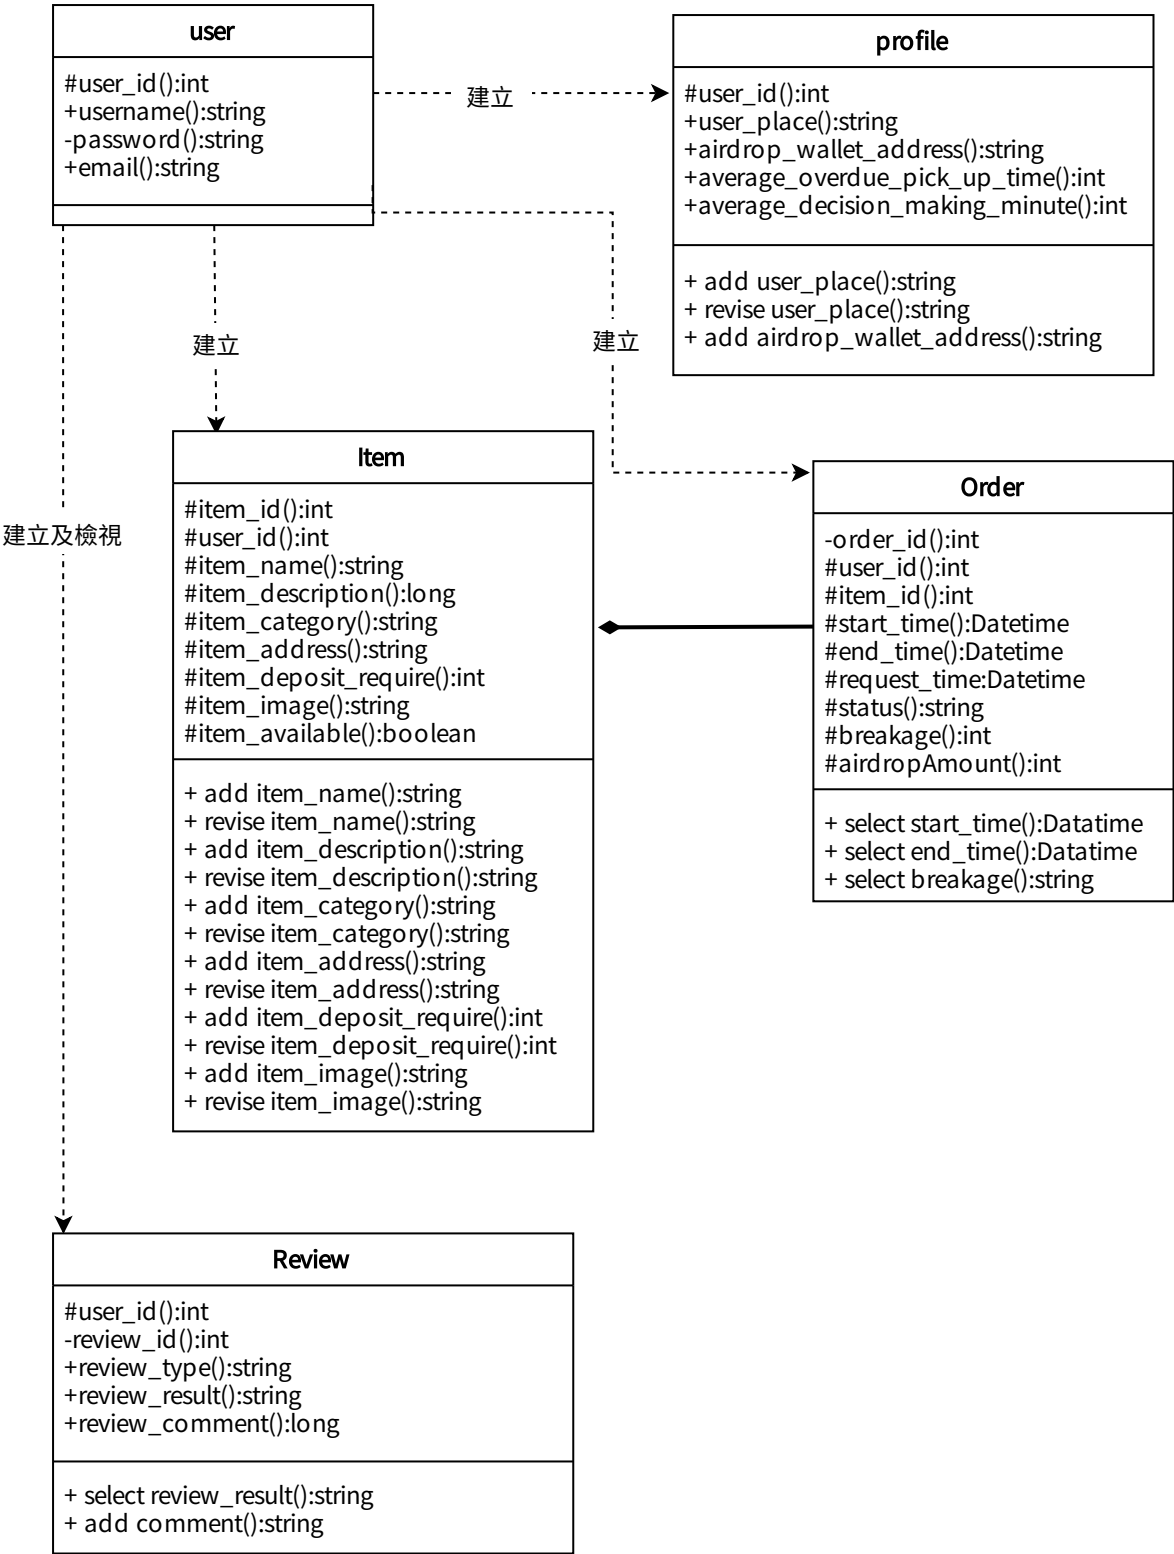 user
#user_id():int
+username():string
-password():string
+email():string
建立
profile
#user_id():int
+user_place():string
+airdrop_wallet_address():string
+average_overdue_pick_up_time():int
+average_decision_making_minute():int
+ add user_place():string
+ revise user_place():string
+ add airdrop_wallet_address():string
建立
建立
建立及檢視
Item
#item_id():int
#user_id():int
#item_name():string
#item_description():long
#item_category():string
#item_address():string
#item_deposit_require():int
#item_image():string
#item_available():boolean
+ add item_name():string
+ revise item_name():string
+ add item_description():string
+ revise item_description():string
+ add item_category():string
+ revise item_category():string
+ add item_address():string
+ revise item_address():string
+ add item_deposit_require():int
+ revise item_deposit_require():int
+ add item_image():string
+ revise item_image():string
Order
-order_id():int
#user_id():int
#item_id():int
#start_time():Datetime
#end_time():Datetime
#request_time:Datetime
#status():string
#breakage():int
#airdropAmount():int
+ select start_time():Datatime
+ select end_time():Datatime
+ select breakage():string
Review
#user_id():int
-review_id():int
+review_type():string
+review_result():string
+review_comment():long
+ select review_result():string
+ add comment():string